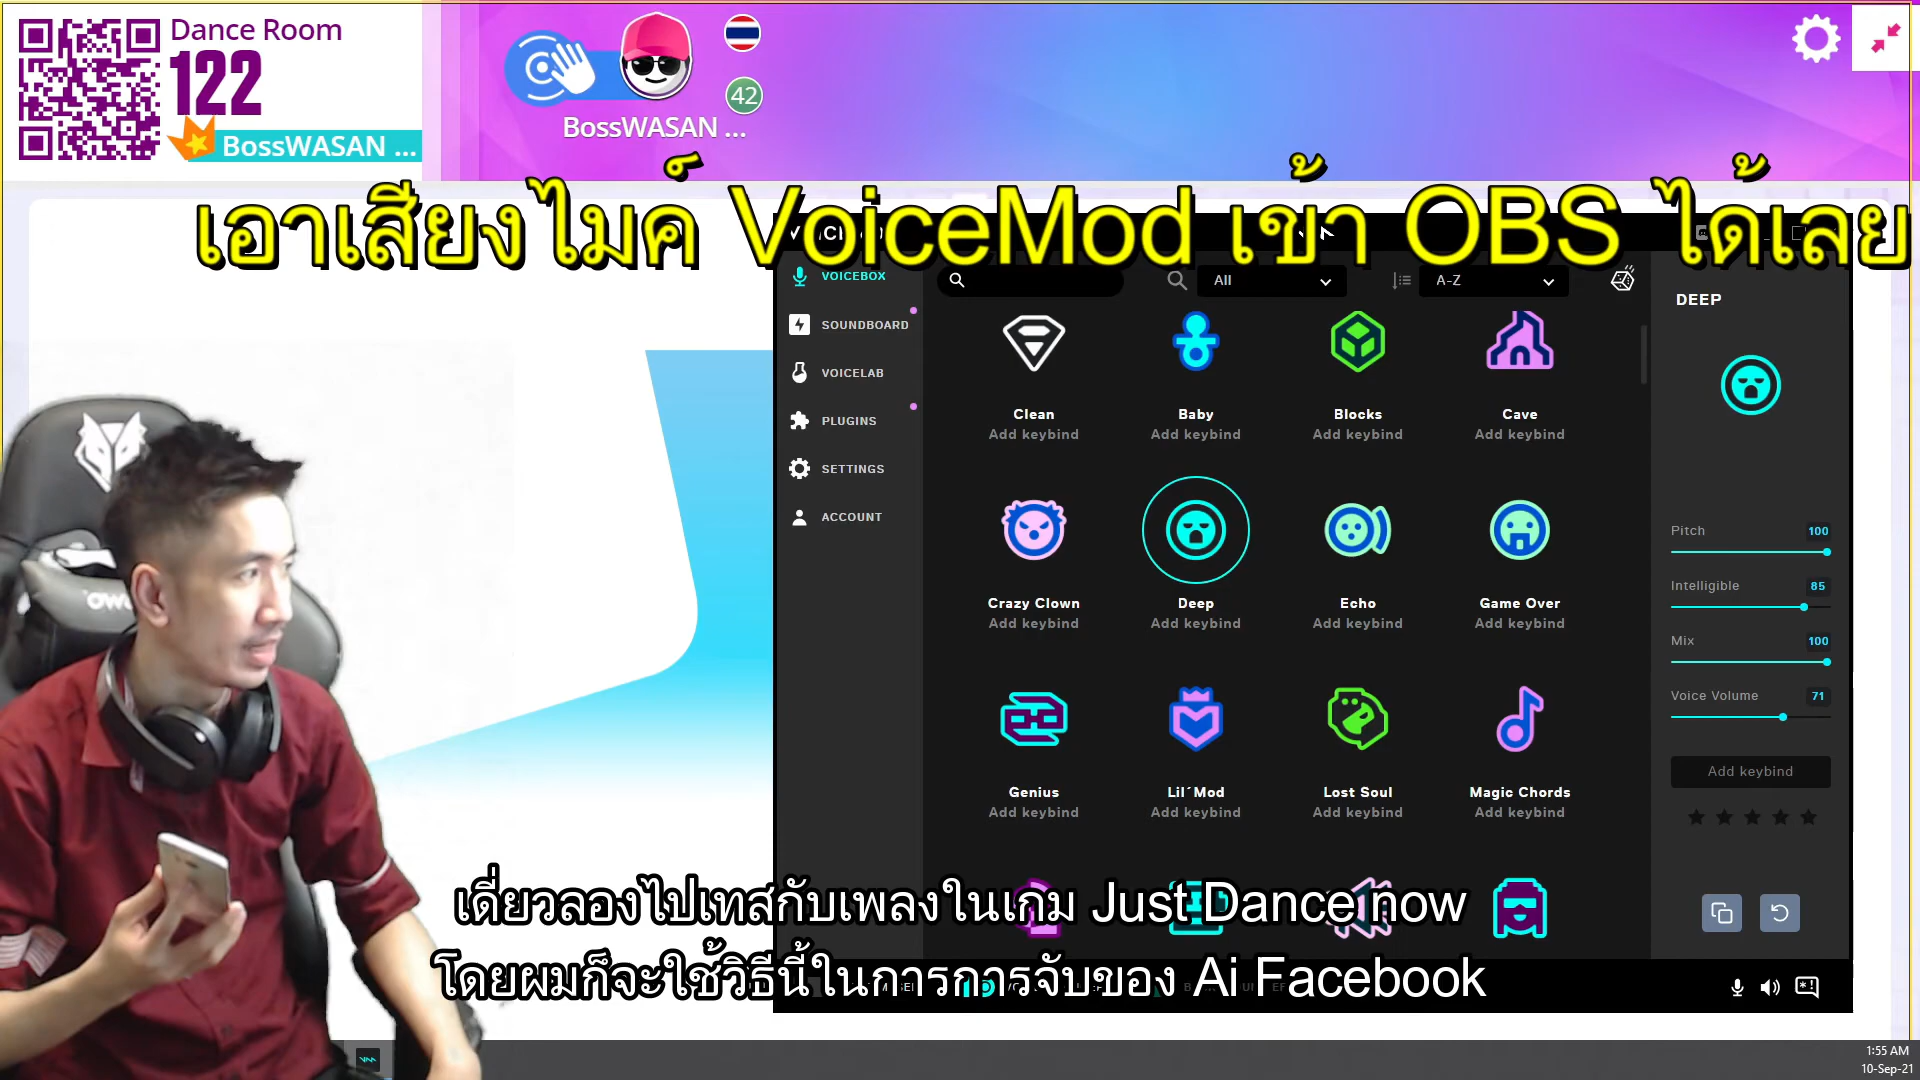 Dance Room
122
BossWASAN ...
42
BossWASAN ...
เอาเสียงไมค์ VoiceMod เข้า OBS ได้เลย
VOICEBOX
SOUNDBOARD
VOICELAB
PLUGINS
SETTINGS
ACCOUNT
All
A-Z
Clean
Add keybind
Baby
Add keybind
Blocks
Add keybind
Cave
Add keybind
Crazy Clown
Add keybind
Deep
Add keybind
Echo
Add keybind
Game Over
Add keybind
Genius
Add keybind
Lil´Mod
Add keybind
Lost Soul
Add keybind
Magic Chords
Add keybind
DEEP
Pitch 100
Intelligible 85
Mix 100
Voice Volume 71
Add keybind
เดี่ยวลองไปเทสกับเพลงในเกม Just Dance now
โดยผมก็จะใช้วิธีนี้ในการการจับของ Ai Facebook
1:55 AM
10-Sep-21